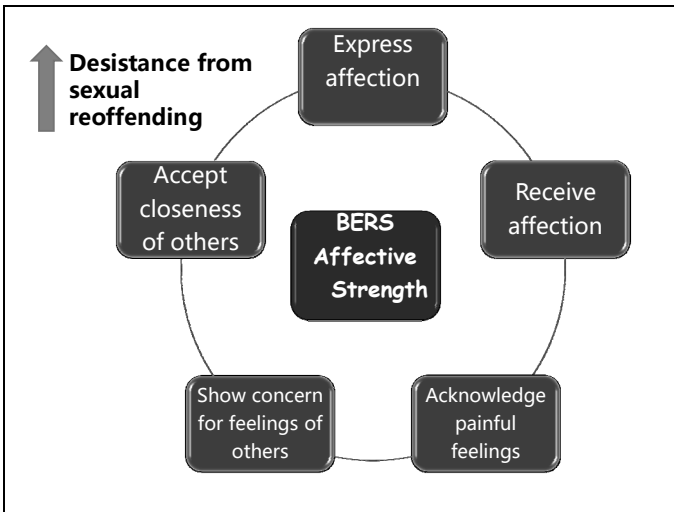 Desistance from
sexual
reoffending
Express
affection
Receive
affection
Acknowledge
painful
feelings
Show concern
for feelings of
others
Accept
closeness
of others
BERS
Affective
Strength